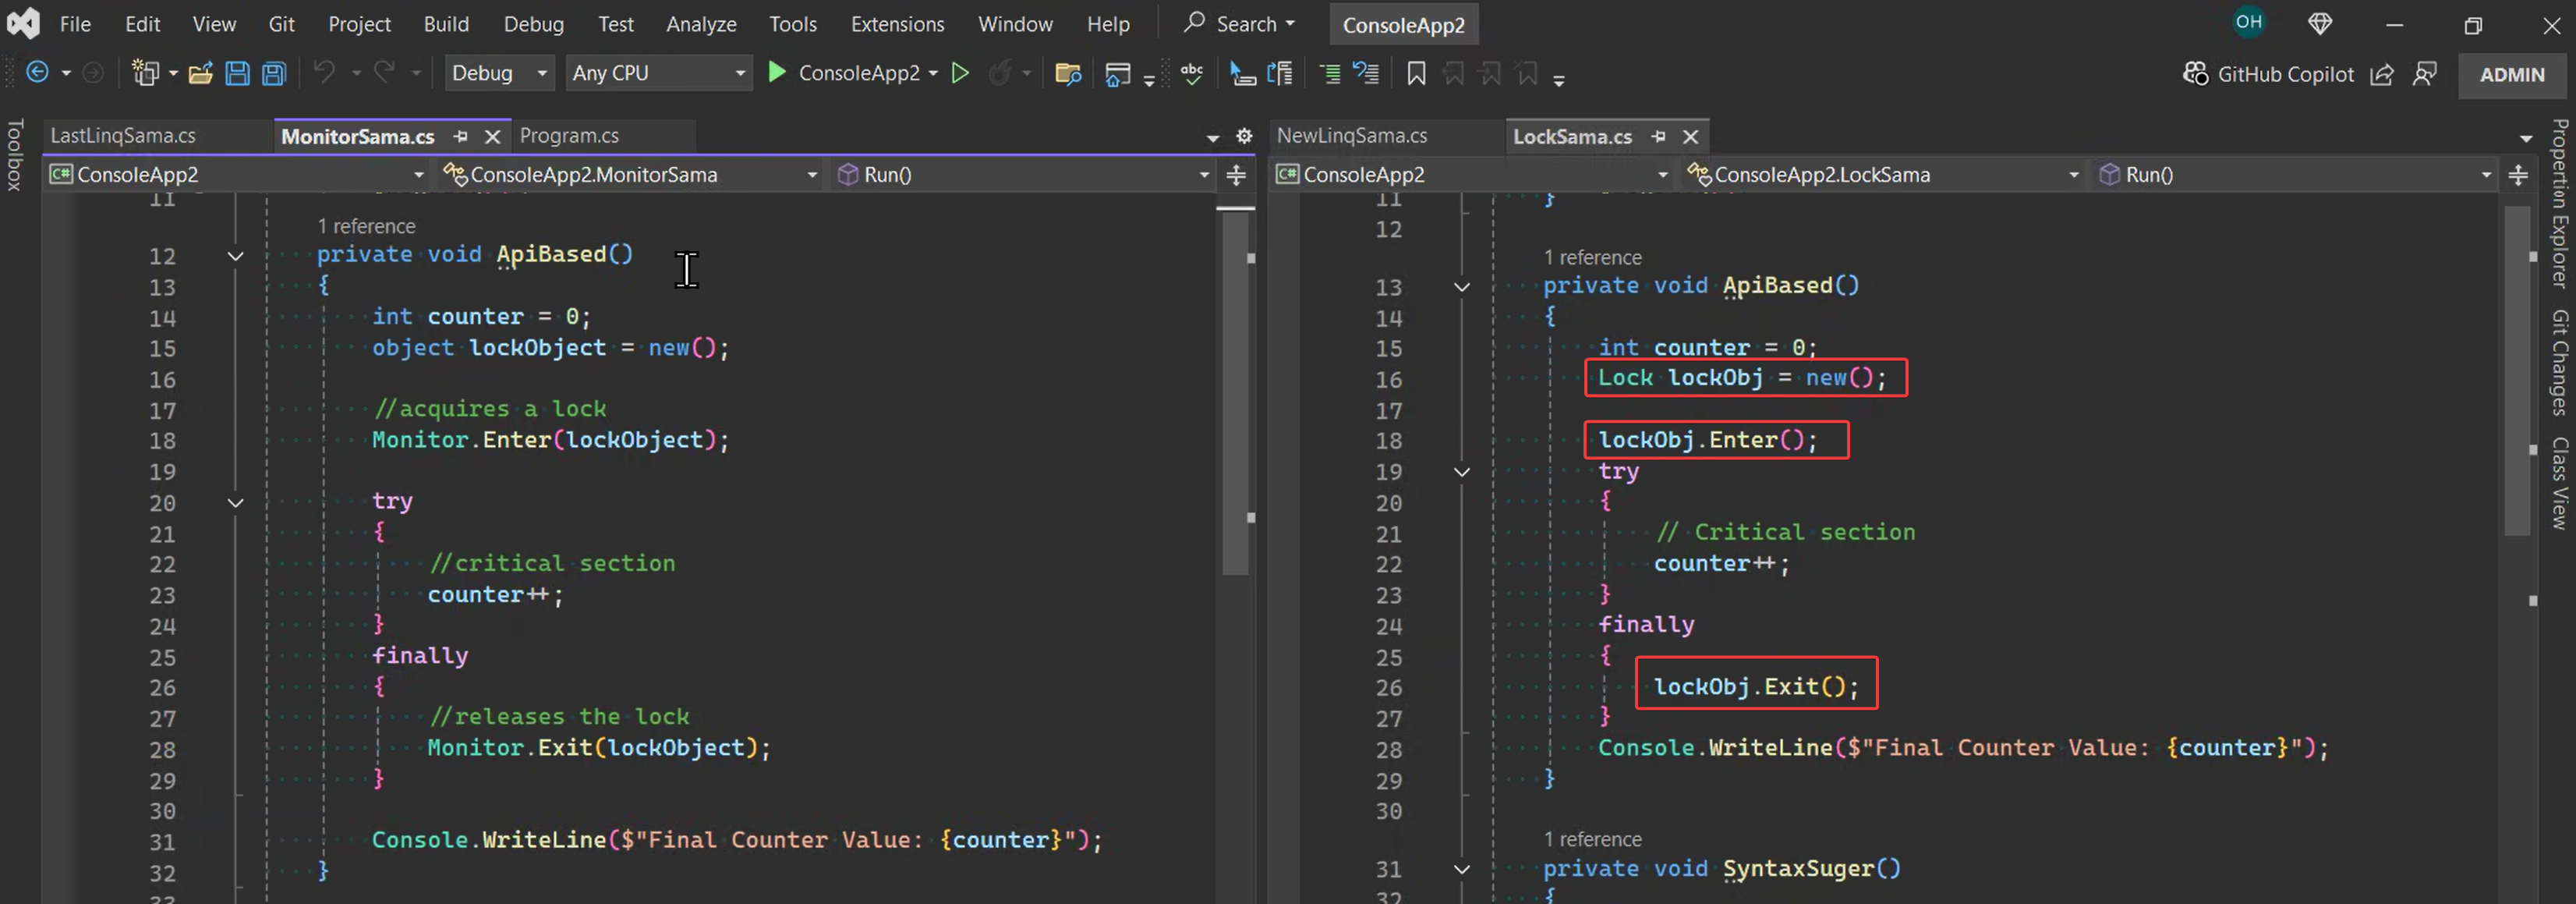 File Edit View Git Project Build Debug Test Analyze Tools Extensions Window Help Search ConsoleApp2 OH
Debug Any CPU ConsoleApp2 abc GitHub Copilot ADMIN
Toolbox
LastLinqSama.cs MonitorSama.cs Program.cs
C# ConsoleApp2 ConsoleApp2.MonitorSama Run()
11
1 reference
12 private void ApiBased()
13 {
14 int counter = 0;
15 object lockObject = new();
16
17 //acquires a lock
18 Monitor.Enter(lockObject);
19
20 try
21 {
22 //critical section
23 counter++;
24 }
25 finally
26 {
27 //releases the lock
28 Monitor.Exit(lockObject);
29 }
30
31 Console.WriteLine($"Final Counter Value: {counter}");
32 }
33
NewLinqSama.cs LockSama.cs
C# ConsoleApp2 ConsoleApp2.LockSama Run()
11 }
12
1 reference
13 private void ApiBased()
14 {
15 int counter = 0;
16 Lock lockObj = new();
17
18 lockObj.Enter();
19 try
20 {
21 // Critical section
22 counter++;
23 }
24 finally
25 {
26 lockObj.Exit();
27 }
28 Console.WriteLine($"Final Counter Value: {counter}");
29 }
30
1 reference
31 private void SyntaxSuger()
32 {
Property Explorer
Git Changes
Class View